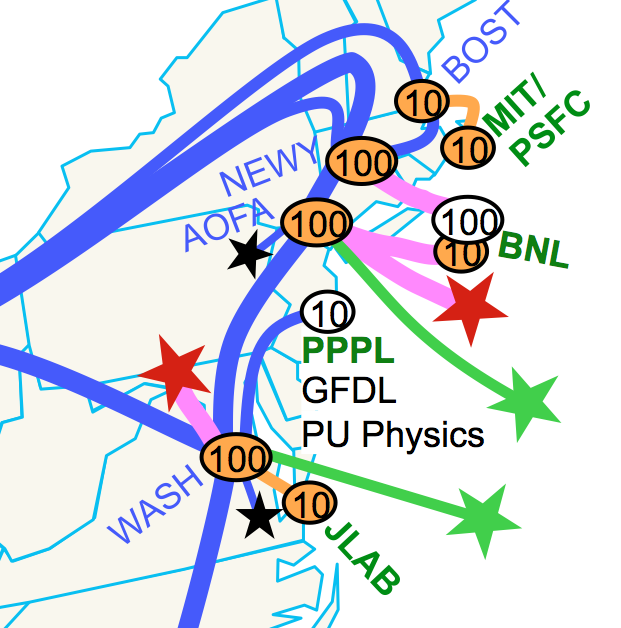 BOST
10
MIT/
PSFC
10
NEWY
100
AOFA
100
100
10
BNL
10
PPPL
GFDL
PU Physics
100
WASH
10
JLAB